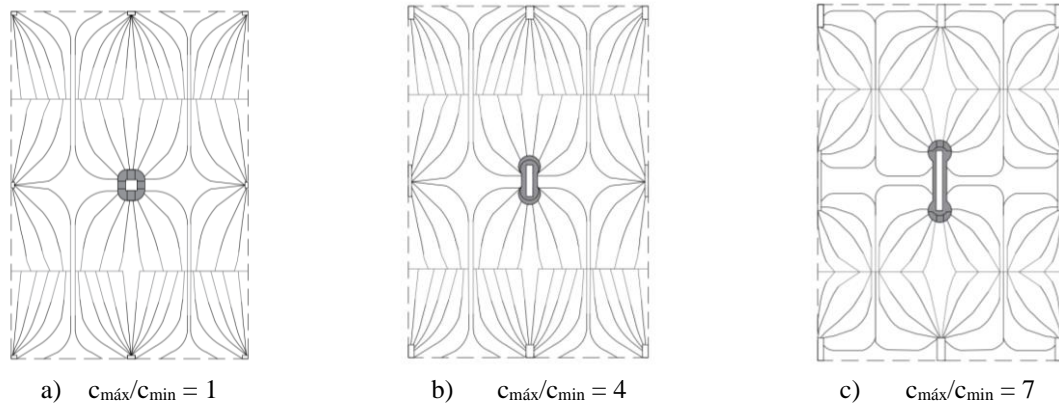 a) cmáx/cmin = 1
b) cmáx/cmin = 4
c) cmáx/cmin = 7